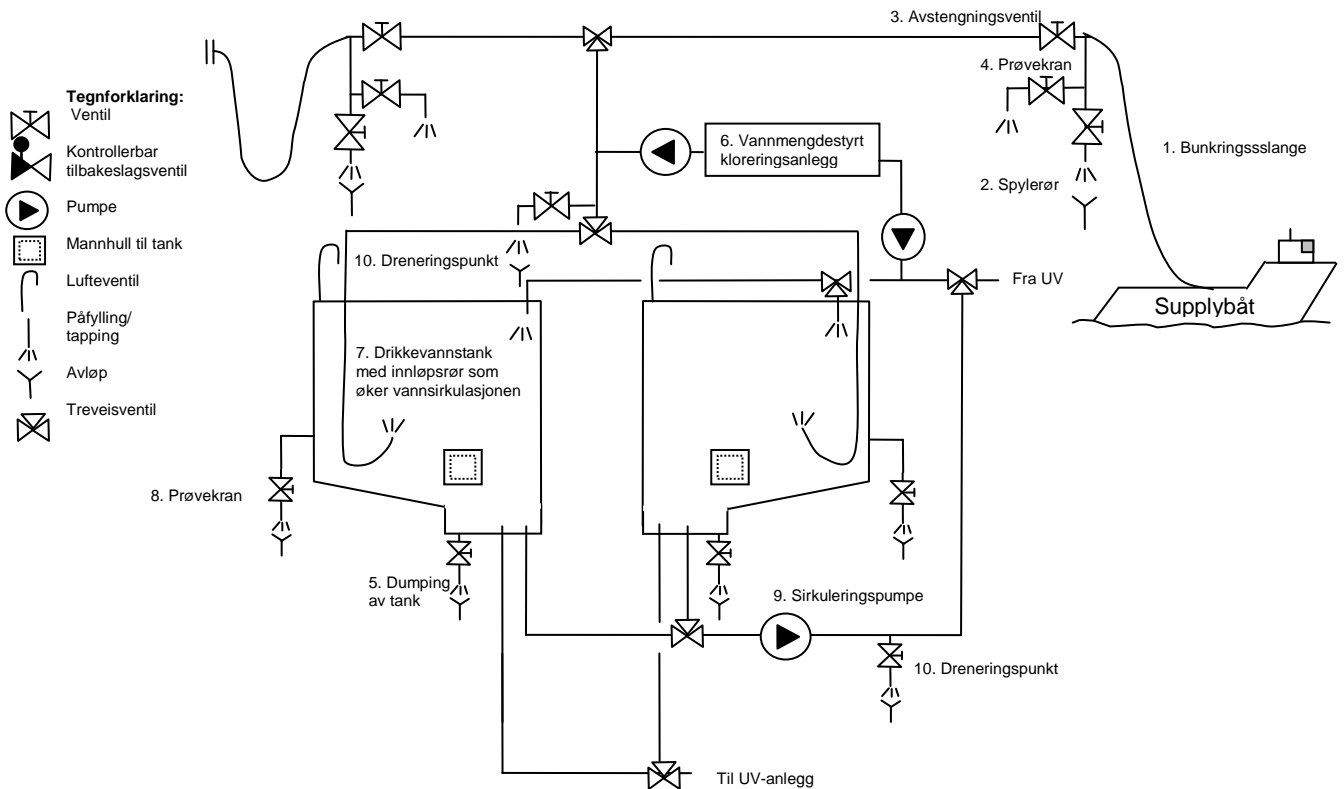 3. Avstengningsventil
4. Prøvekran
Tegnforklaring:
Ventil
Kontrollerbar
tilbakeslagsventil
Pumpe
Mannhull til tank
Lufteventil
Påfylling/
tapping
Avløp
Treveisventil
6. Vannmengdestyrt
kloreringsanlegg
1. Bunkringssslange
2. Spylerør
10. Dreneringspunkt
Fra UV
Supplybåt
7. Drikkevannstank
med innløpsrør som
øker vannsirkulasjonen
8. Prøvekran
5. Dumping
av tank
9. Sirkuleringspumpe
10. Dreneringspunkt
Til UV-anlegg